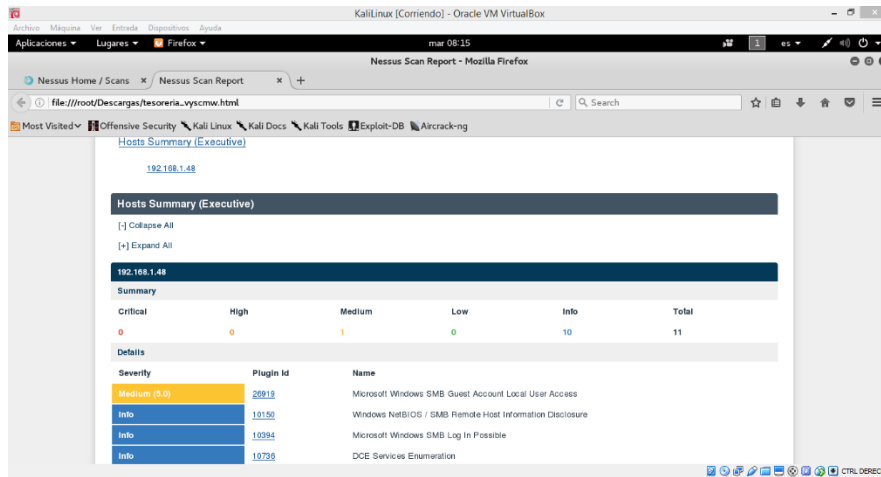 KaliLinux [Corriendo] - Oracle VM VirtualBox
Archivo Máquina Ver Entrada Dispositivos Ayuda
Aplicaciones Lugares Firefox mar 08:15 1 es
Nessus Scan Report - Mozilla Firefox
Nessus Home / Scans × Nessus Scan Report × +
file:///root/Descargas/tesoreria_vyscmw.html Search
Most Visited Offensive Security Kali Linux Kali Docs Kali Tools Exploit-DB Aircrack-ng
Hosts Summary (Executive)
192.168.1.48
Hosts Summary (Executive)
[-] Collapse All
[+] Expand All
192.168.1.48
Summary
Critical High Medium Low Info Total
0 0 1 0 10 11
Details
Severity Plugin Id Name
Medium (5.0) 26919 Microsoft Windows SMB Guest Account Local User Access
Info 10150 Windows NetBIOS / SMB Remote Host Information Disclosure
Info 10394 Microsoft Windows SMB Log In Possible
Info 10736 DCE Services Enumeration
CTRL DEREC